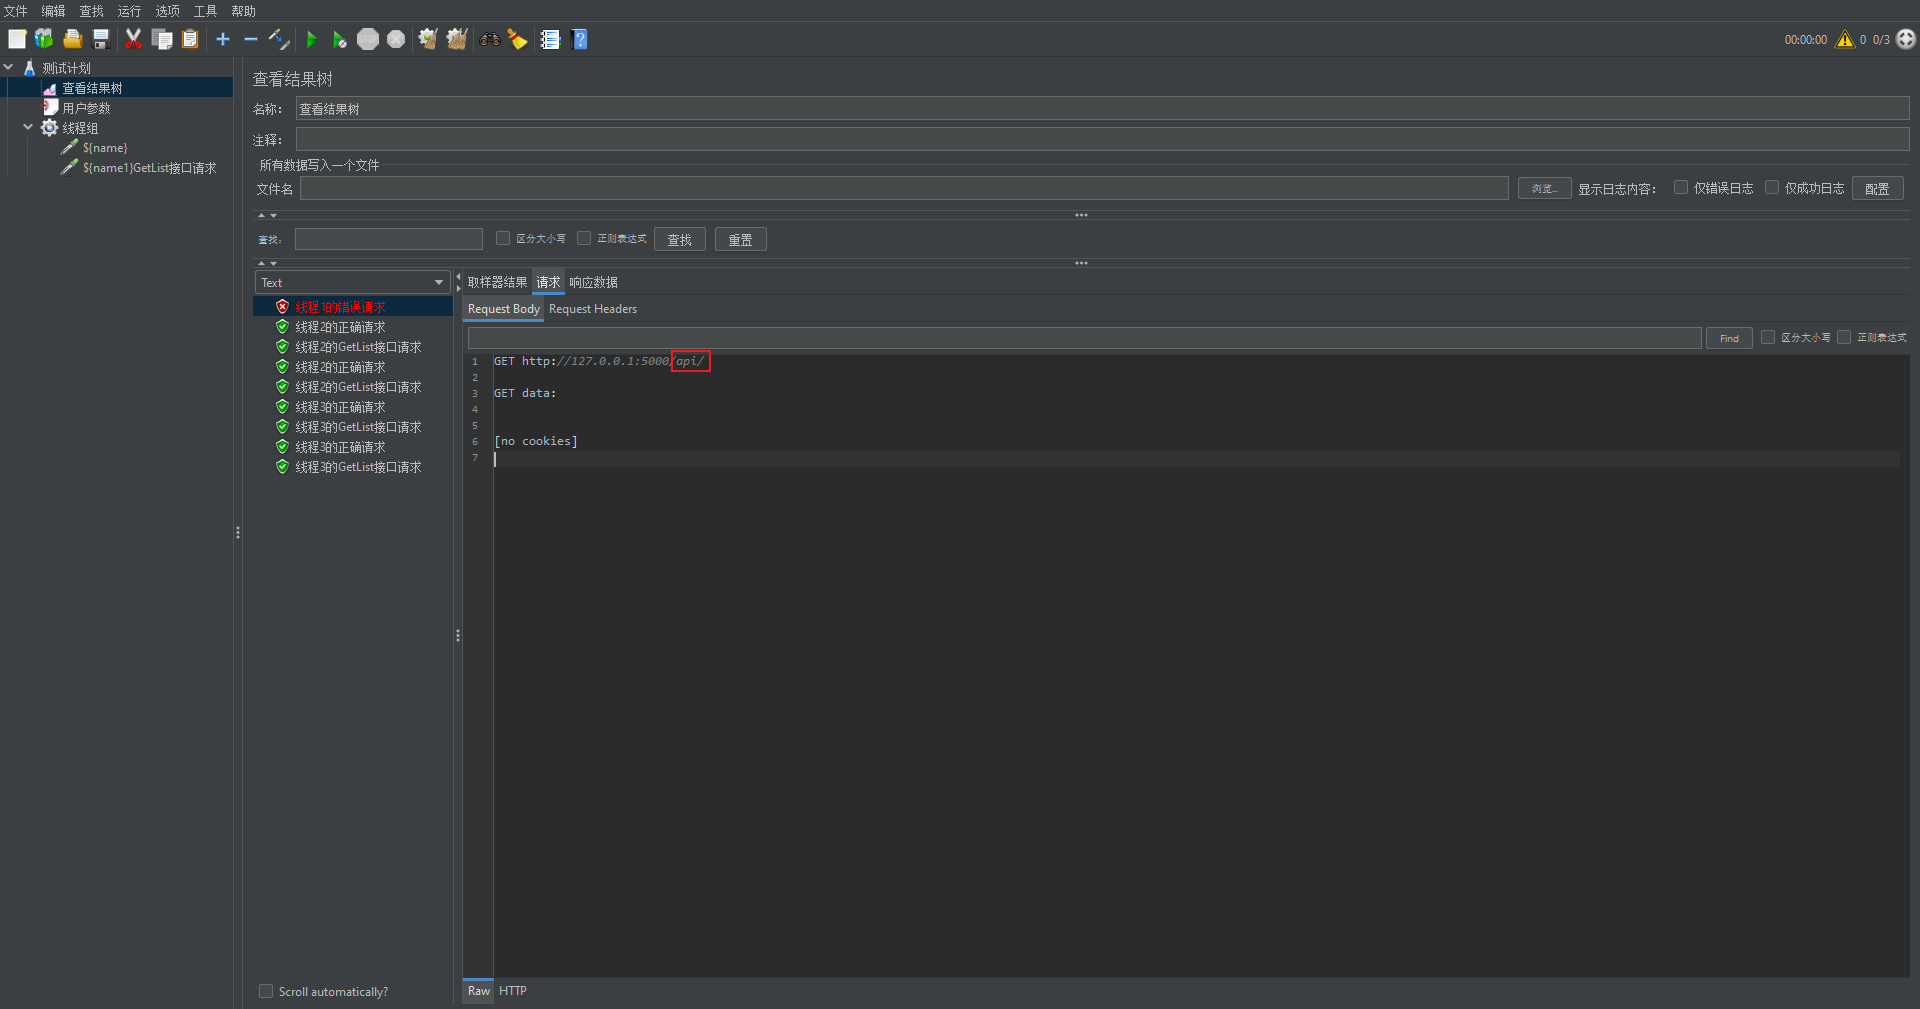 文件 编辑 查找 运行 选项 工具 帮助
00:00:00 0 0/3
测试计划
查看结果树
用户参数
线程组
${name}
${name1}GetList接口请求
查看结果树
名称： 查看结果树
注释：
所有数据写入一个文件
文件名 浏览... 显示日志内容： 仅错误日志 仅成功日志 配置
查找： 区分大小写 正则表达式 查找 重置
Text
取样器结果 请求 响应数据
线程1的错误请求
线程2的正确请求
线程2的GetList接口请求
线程2的正确请求
线程2的GetList接口请求
线程3的正确请求
线程3的GetList接口请求
线程3的正确请求
线程3的GetList接口请求
Request Body Request Headers
Find 区分大小写 正则表达式
1 GET http://127.0.0.1:5000/api/
2
3 GET data:
4
5
6 [no cookies]
7
Scroll automatically?
Raw HTTP